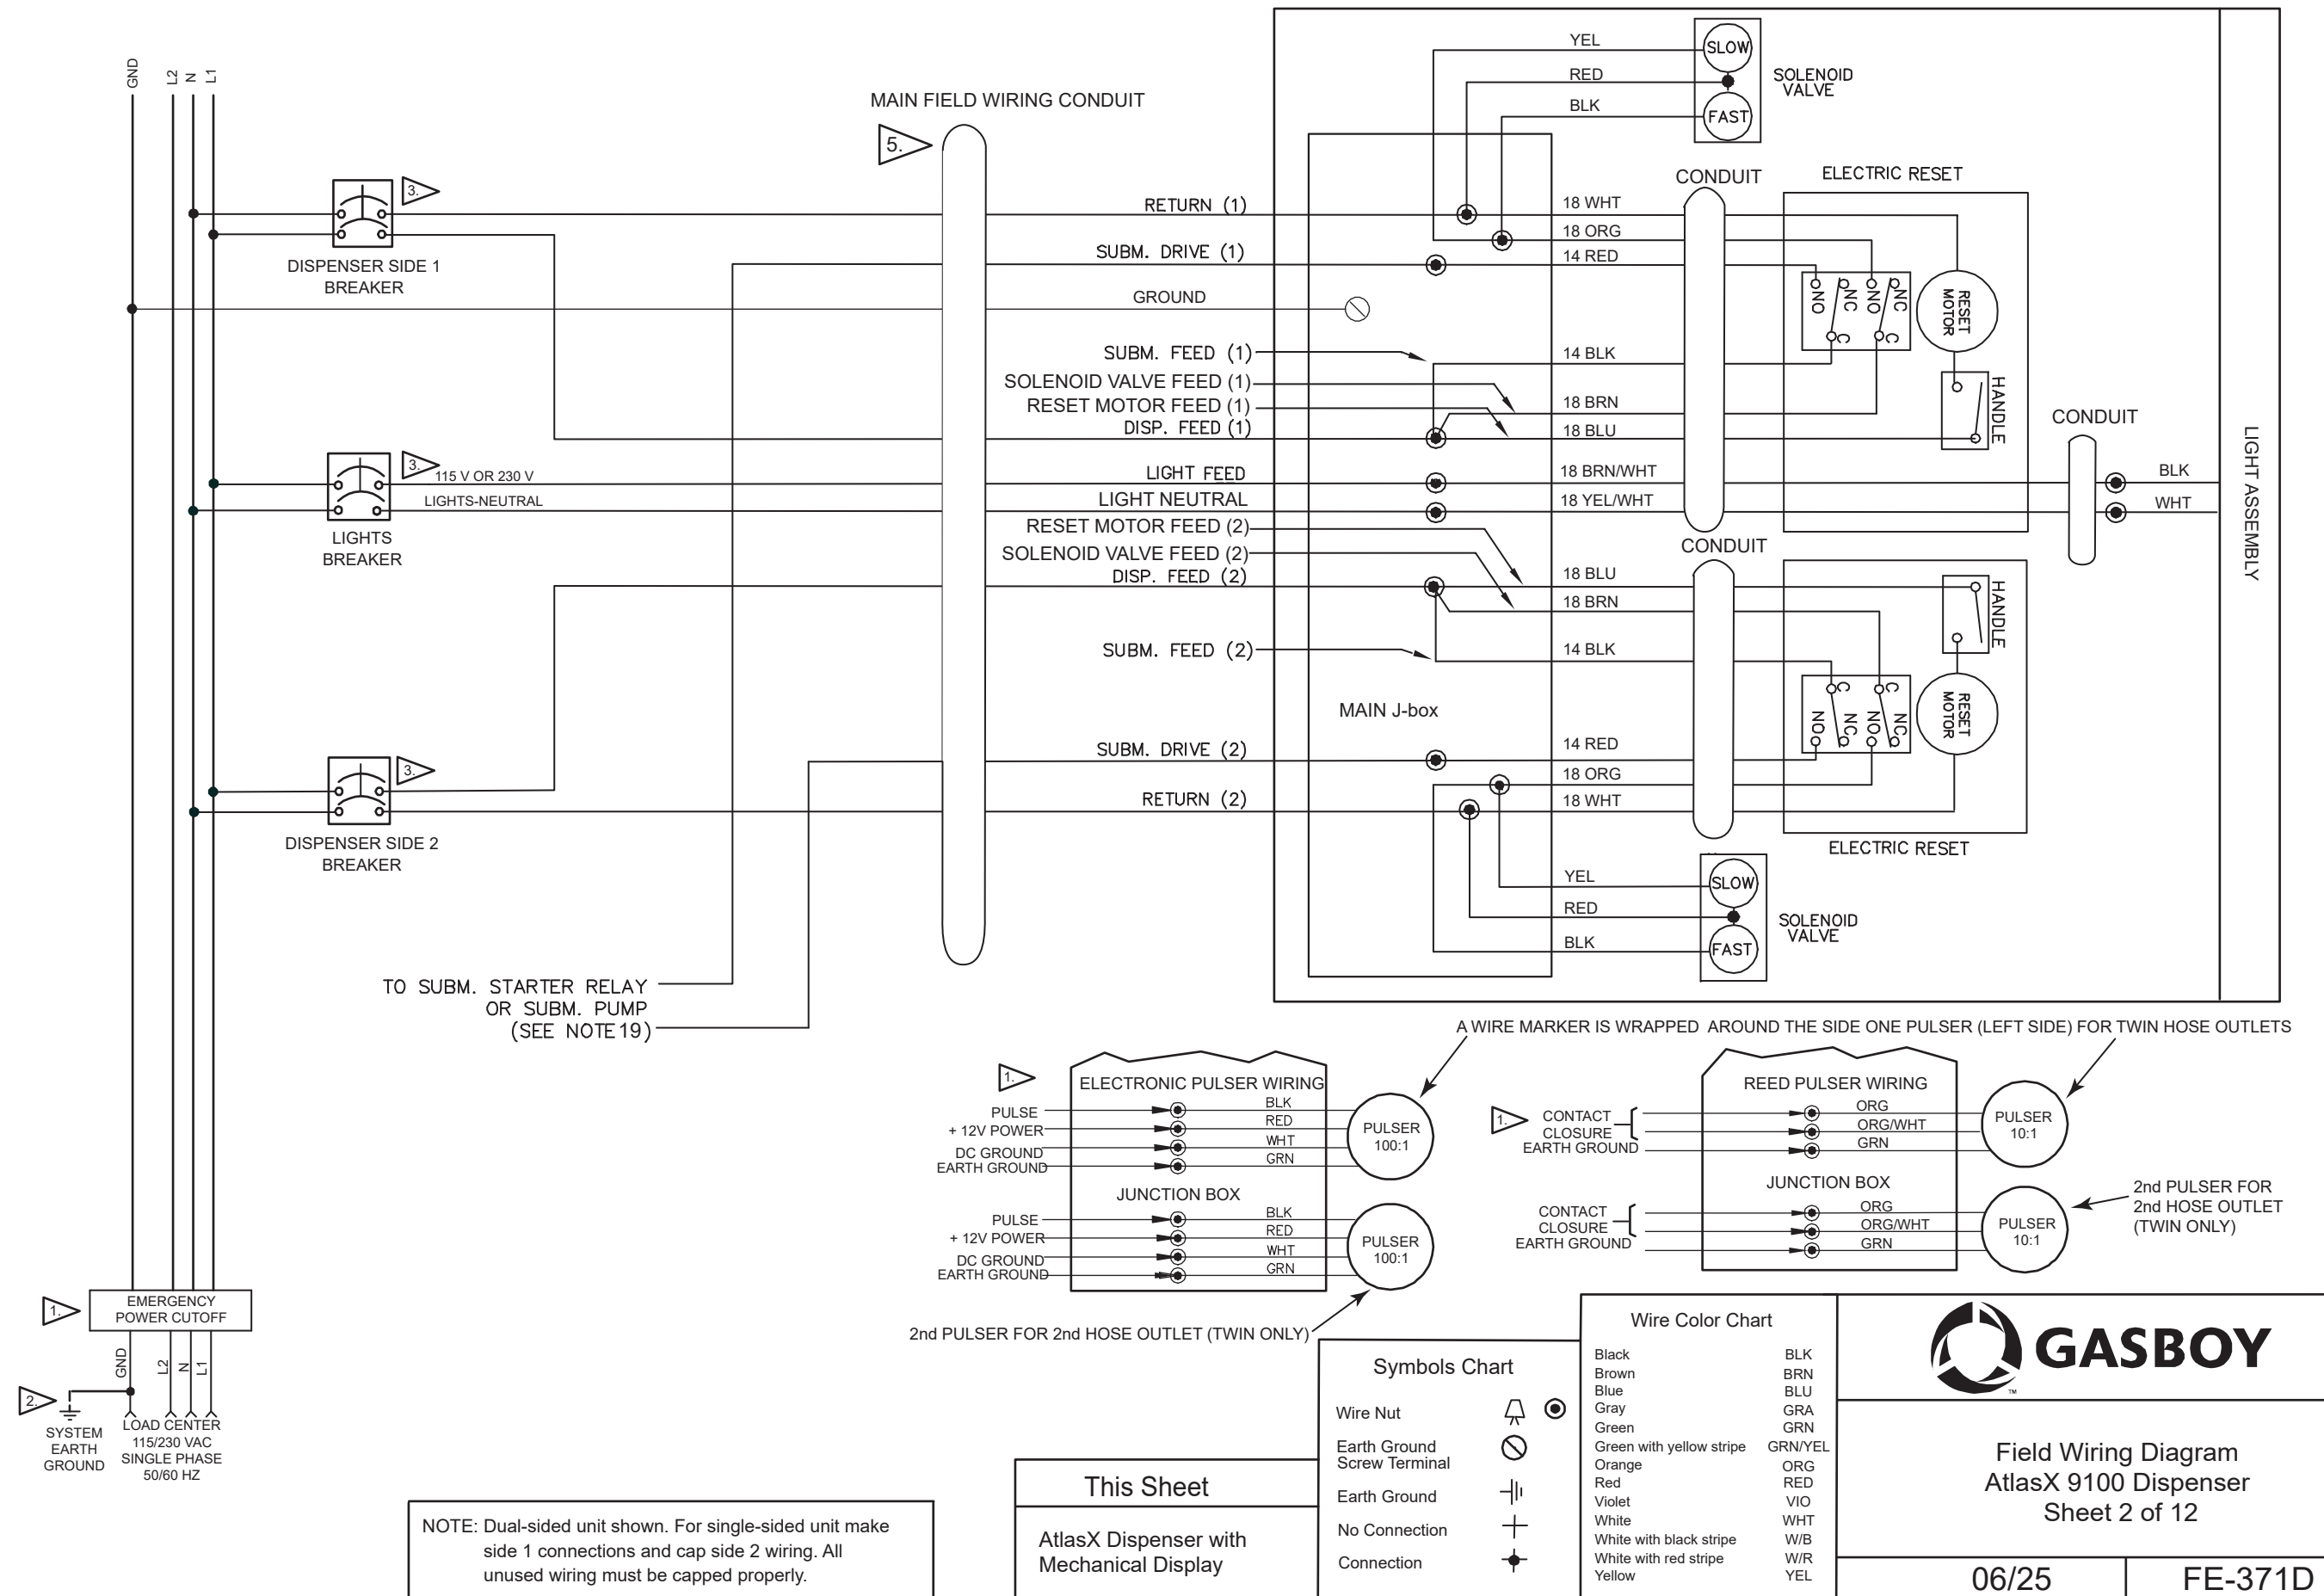 GND
L2
N
L1
MAIN FIELD WIRING CONDUIT
5.
3.
DISPENSER SIDE 1
BREAKER
3.
115 V OR 230 V
LIGHTS-NEUTRAL
LIGHTS
BREAKER
3.
DISPENSER SIDE 2
BREAKER
TO SUBM. STARTER RELAY
OR SUBM. PUMP
(SEE NOTE 19)
RETURN (1)
SUBM. DRIVE (1)
GROUND
SUBM. FEED (1)
SOLENOID VALVE FEED (1)
RESET MOTOR FEED (1)
DISP. FEED (1)
LIGHT FEED
LIGHT NEUTRAL
RESET MOTOR FEED (2)
SOLENOID VALVE FEED (2)
DISP. FEED (2)
SUBM. FEED (2)
SUBM. DRIVE (2)
RETURN (2)
MAIN J-box
YEL
RED
BLK
SLOW
FAST
SOLENOID
VALVE
18 WHT
18 ORG
14 RED
14 BLK
18 BRN
18 BLU
18 BRN/WHT
18 YEL/WHT
18 BLU
18 BRN
14 BLK
14 RED
18 ORG
18 WHT
YEL
RED
BLK
SLOW
FAST
SOLENOID
VALVE
CONDUIT
ELECTRIC RESET
NO
NC
NO
NC
C
C
RESET
MOTOR
HANDLE
CONDUIT
BLK
WHT
LIGHT ASSEMBLY
CONDUIT
HANDLE
C
C
NO
NC
NO
NC
RESET
MOTOR
ELECTRIC RESET
A WIRE MARKER IS WRAPPED AROUND THE SIDE ONE PULSER (LEFT SIDE) FOR TWIN HOSE OUTLETS
1.
ELECTRONIC PULSER WIRING
PULSE
+ 12V POWER
DC GROUND
EARTH GROUND
BLK
RED
WHT
GRN
PULSER
100:1
JUNCTION BOX
PULSE
+ 12V POWER
DC GROUND
EARTH GROUND
BLK
RED
WHT
GRN
PULSER
100:1
2nd PULSER FOR 2nd HOSE OUTLET (TWIN ONLY)
1.
REED PULSER WIRING
CONTACT
CLOSURE
EARTH GROUND
ORG
ORG/WHT
GRN
PULSER
10:1
JUNCTION BOX
CONTACT
CLOSURE
EARTH GROUND
ORG
ORG/WHT
GRN
PULSER
10:1
2nd PULSER FOR
2nd HOSE OUTLET
(TWIN ONLY)
1.
EMERGENCY
POWER CUTOFF
GND
L2
N
L1
2.
SYSTEM
EARTH
GROUND
LOAD CENTER
115/230 VAC
SINGLE PHASE
50/60 HZ
NOTE: Dual-sided unit shown. For single-sided unit make
side 1 connections and cap side 2 wiring. All
unused wiring must be capped properly.
This Sheet
AtlasX Dispenser with
Mechanical Display
Symbols Chart
Wire Nut
Earth Ground
Screw Terminal
Earth Ground
No Connection
Connection
Wire Color Chart
Black BLK
Brown BRN
Blue BLU
Gray GRA
Green GRN
Green with yellow stripe GRN/YEL
Orange ORG
Red RED
Violet VIO
White WHT
White with black stripe W/B
White with red stripe W/R
Yellow YEL
GASBOY
™
Field Wiring Diagram
AtlasX 9100 Dispenser
Sheet 2 of 12
06/25
FE-371D